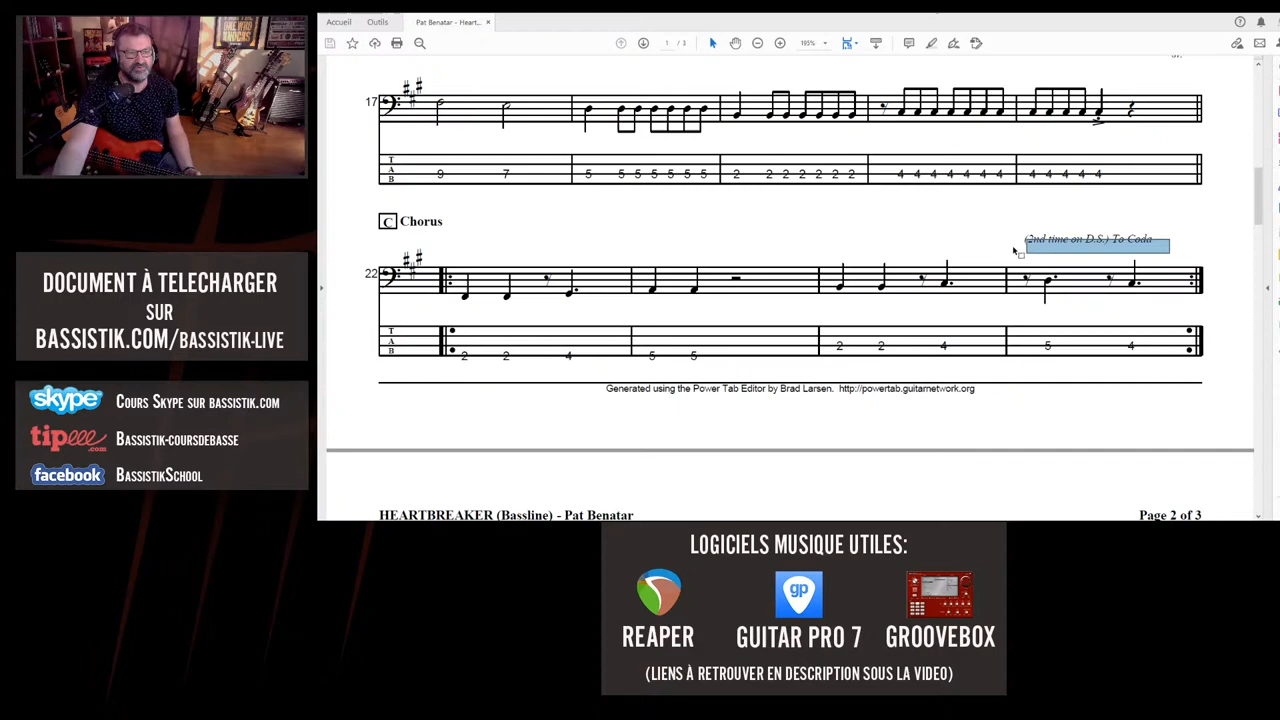 Accueil
Outils
Pat Benatar - Heart...
1 / 3
195%
17
T
A
B
9 7 5 5 5 5 5 5 5 2 2 2 2 2 2 2 4 4 4 4 4 4 4 4 4 4 4 4
C Chorus
(2nd time on D.S.) To Coda
22
T
A
B
2 2 4 5 5 2 2 4 5 4
Generated using the Power Tab Editor by Brad Larsen. http://powertab.guitarnetwork.org
HEARTBREAKER (Bassline) - Pat Benatar
Page 2 of 3
DOCUMENT À TELECHARGER
SUR
BASSISTIK.COM/BASSISTIK-LIVE
skype COURS SKYPE SUR BASSISTIK.COM
tipeee.com BASSISTIK-COURSDEBASSE
facebook BASSISTIKSCHOOL
LOGICIELS MUSIQUE UTILES:
gp
REAPER
GUITAR PRO 7
GROOVEBOX
(LIENS À RETROUVER EN DESCRIPTION SOUS LA VIDEO)